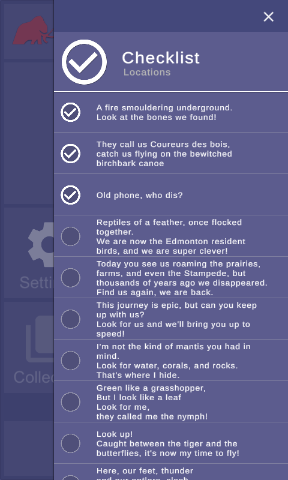 Checklist
Locations
A fire smouldering underground.
Look at the bones we found!
They call us Coureurs des bois,
catch us flying on the bewitched
birchbark canoe
Old phone, who dis?
Reptiles of a feather, once flocked
together.
We are now the Edmonton resident
birds, and we are super clever!
Today you see us roaming the prairies,
farms, and even the Stampede, but
thousands of years ago we disappeared.
Find us again, we are back.
This journey is epic, but can you keep
up with us?
Look for us and we'll bring you up to
speed!
I'm not the kind of mantis you had in
mind.
Look for water, corals, and rocks.
That's where I hide.
Green like a grasshopper,
But I look like a leaf
Look for me,
they called me the nymph!
Look up!
Caught between the tiger and the
butterflies, it's now my time to fly!
Here, our feet, thunder
Setti
Collec